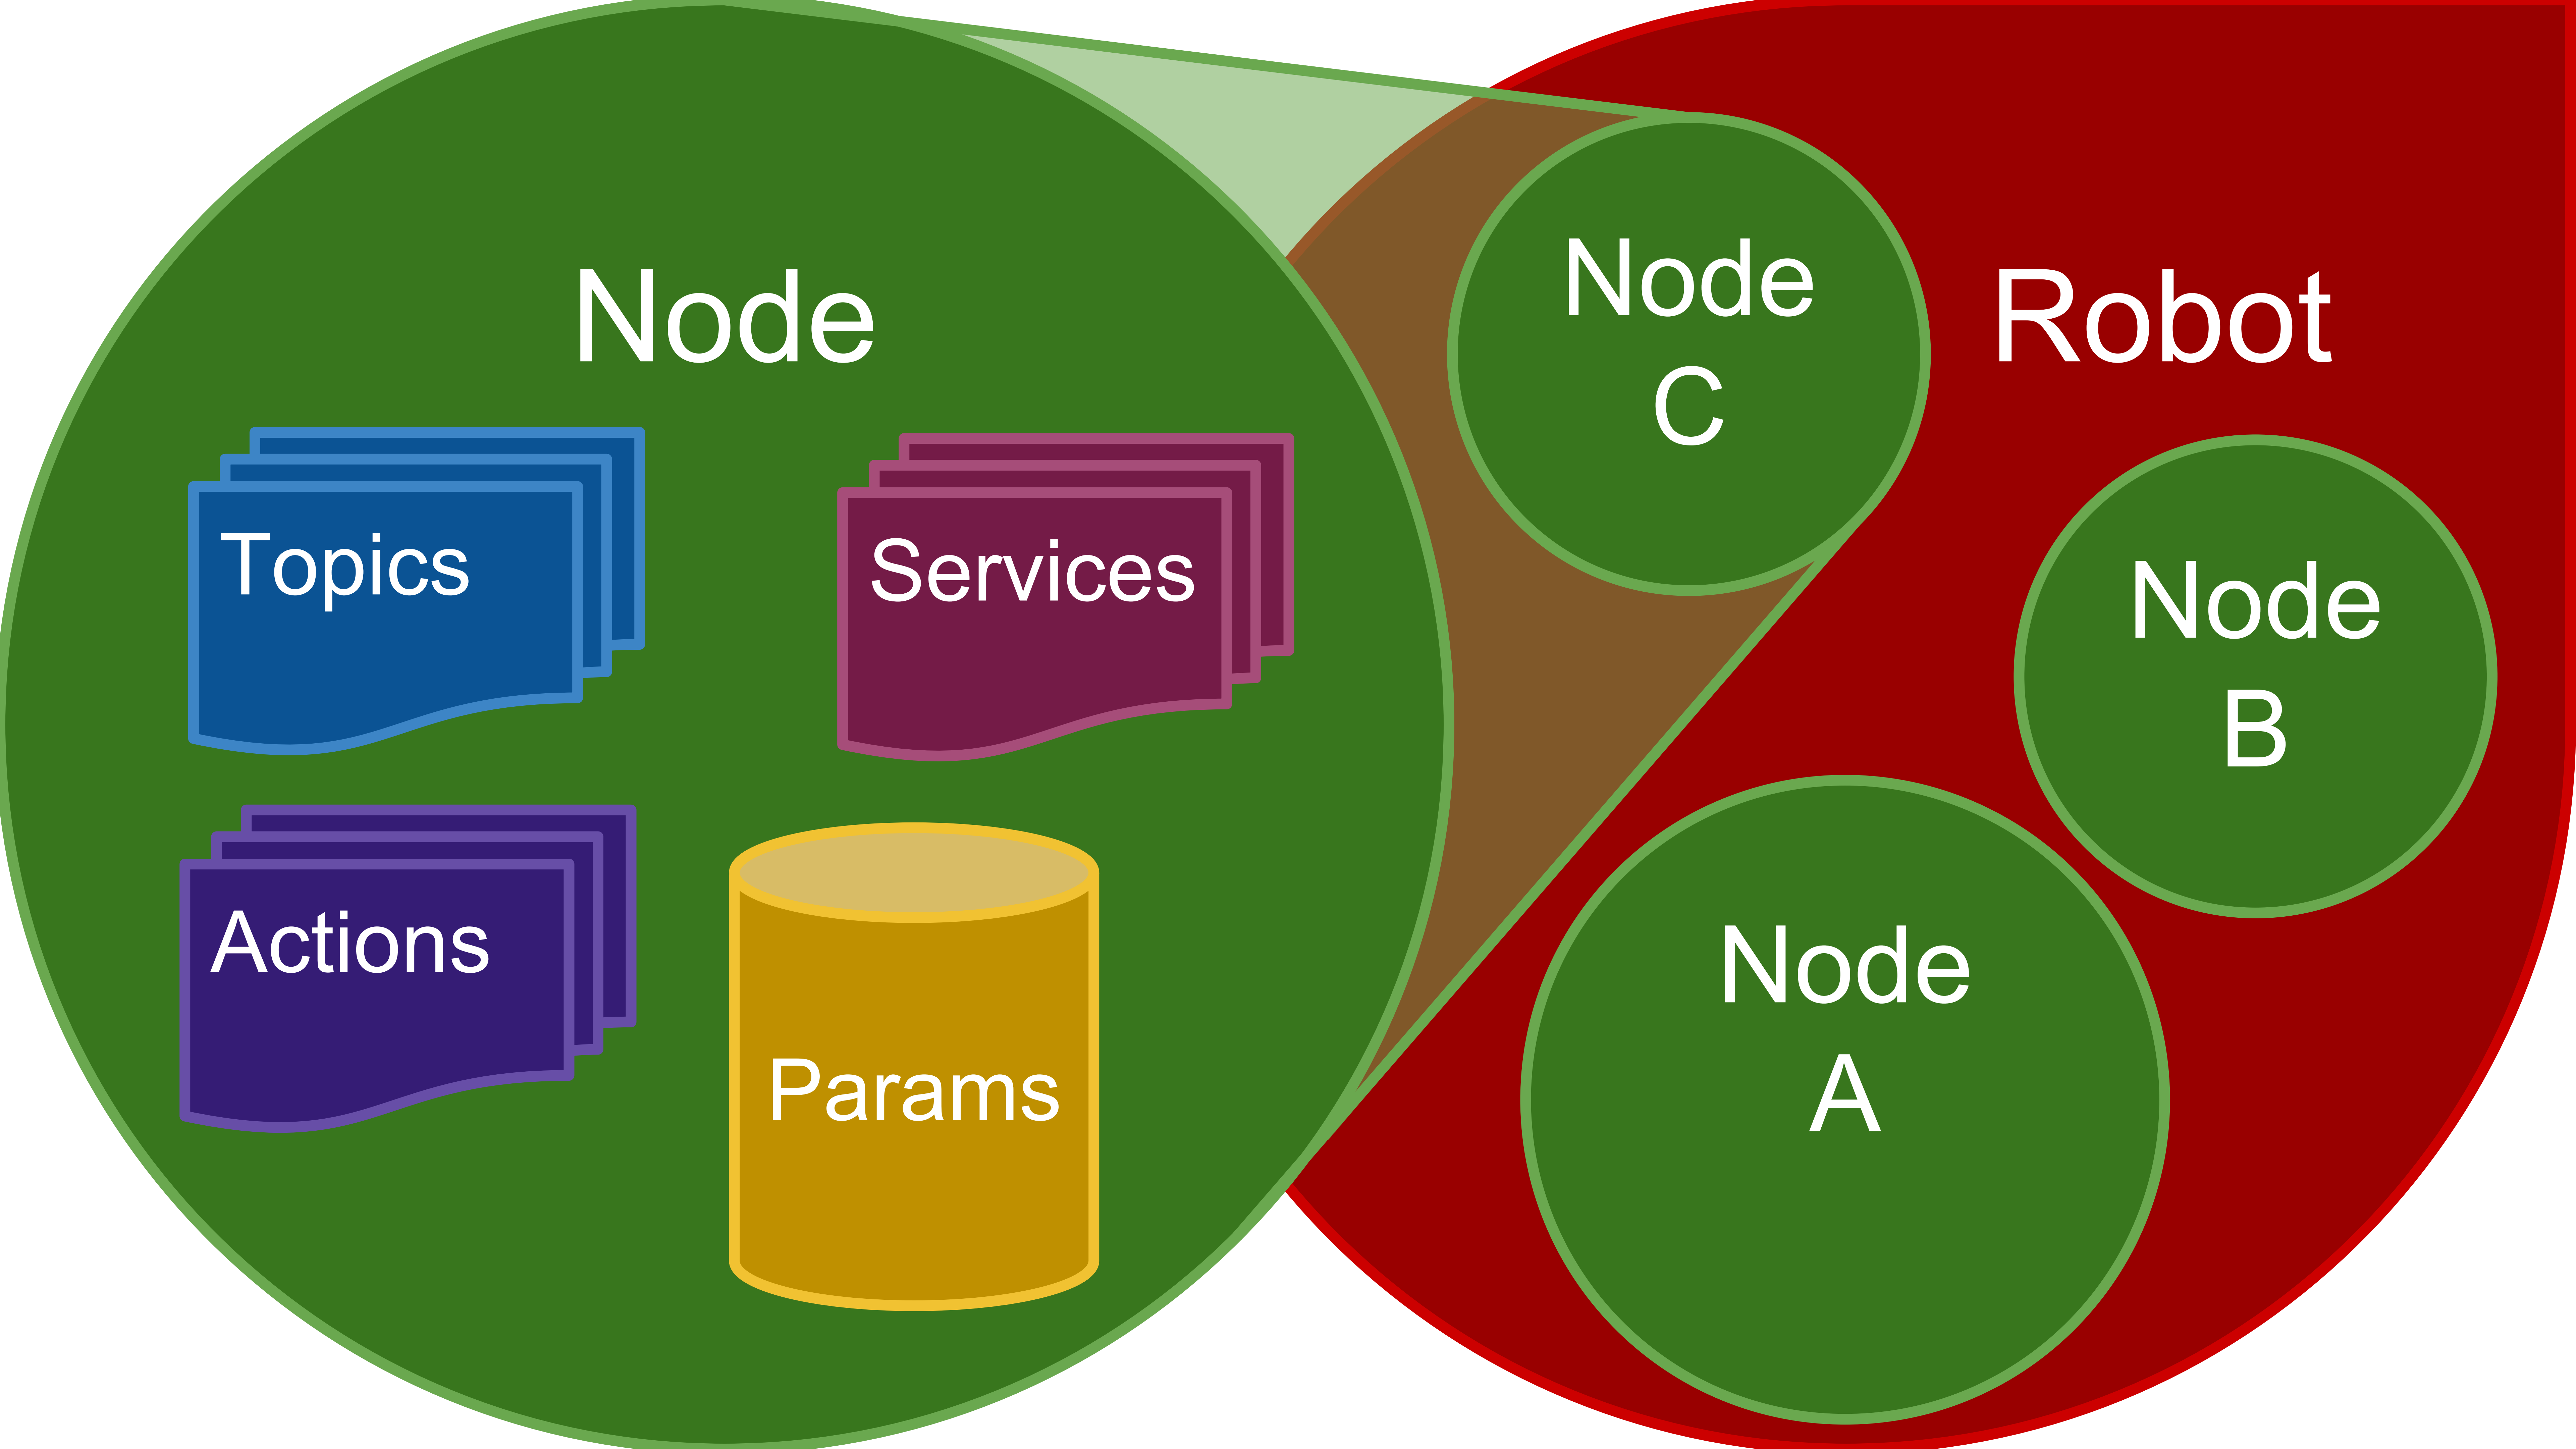 Node
Topics
Services
Actions
Params
Robot
Node
C
Node
B
Node
A